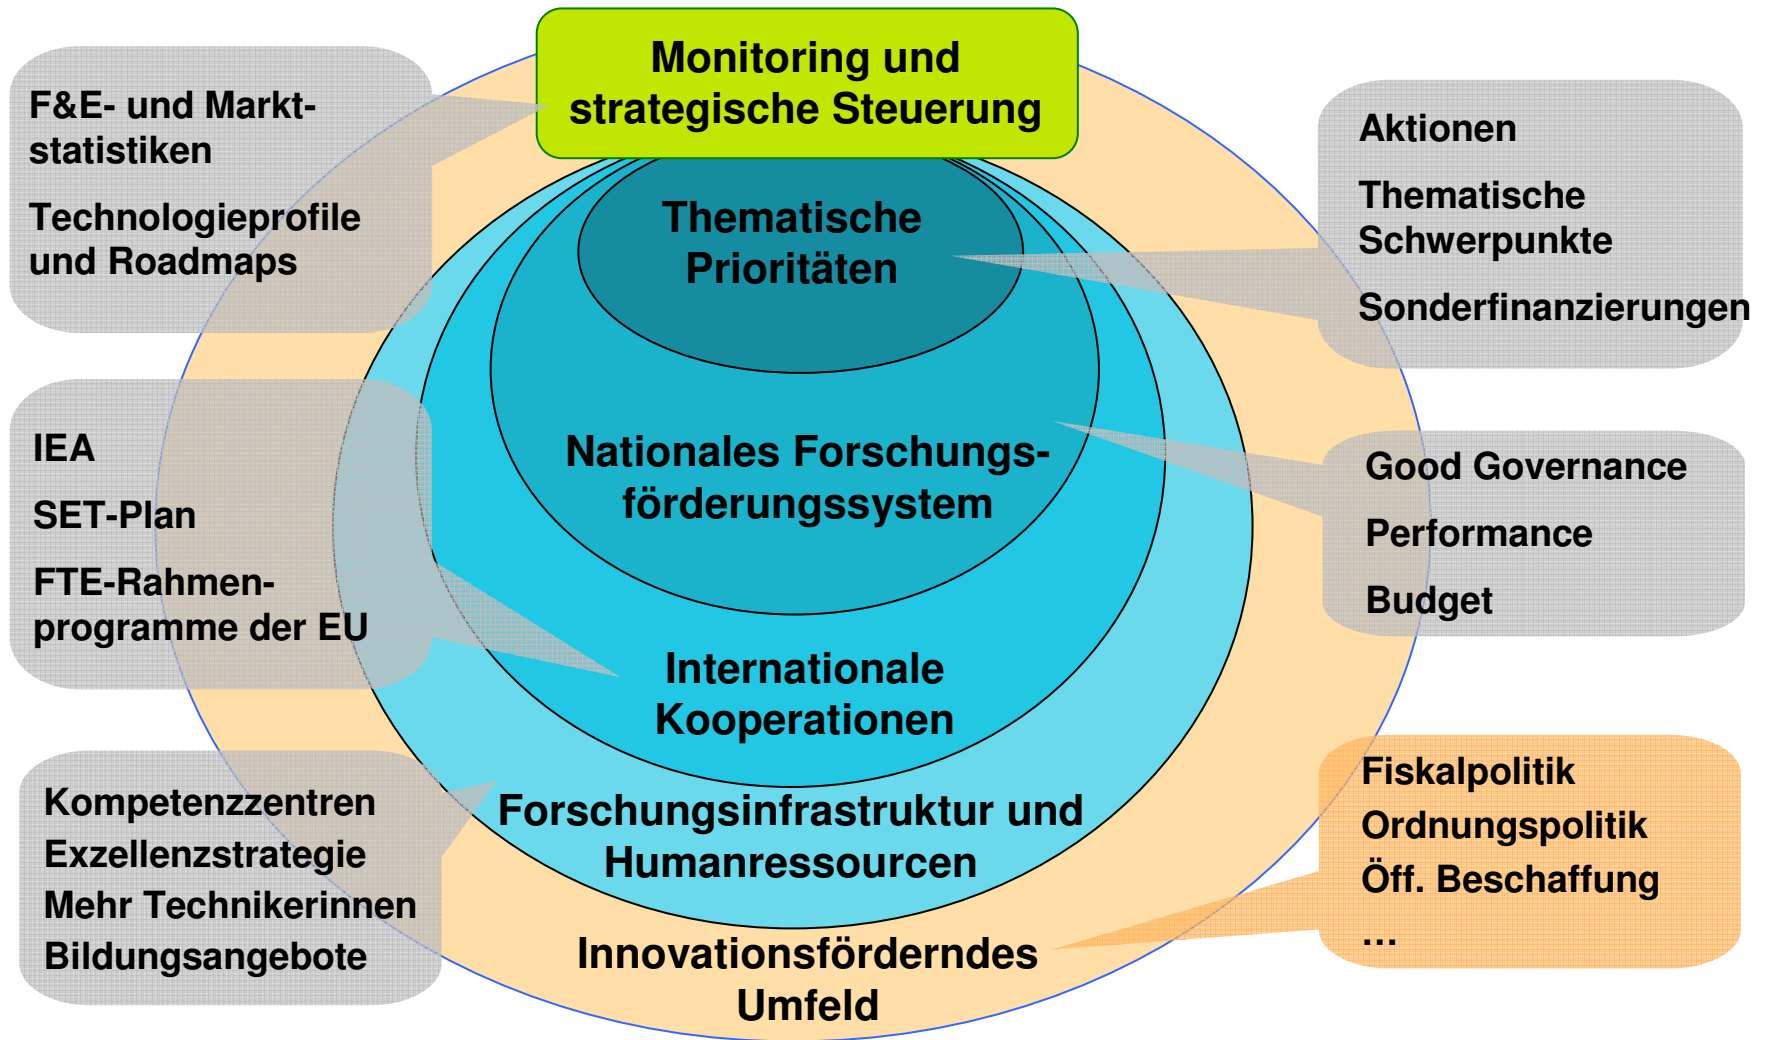 Monitoring und
strategische Steuerung
F&E- und Markt-
statistiken
Technologieprofile
und Roadmaps
Aktionen
Thematische
Schwerpunkte
Sonderfinanzierungen
Thematische
Prioritäten
IEA
SET-Plan
FTE-Rahmen-
programme der EU
Nationales Forschungs-
förderungssystem
Good Governance
Performance
Budget
Internationale
Kooperationen
Kompetenzzentren
Exzellenzstrategie
Mehr Technikerinnen
Bildungsangebote
Forschungsinfrastruktur und
Humanressourcen
Fiskalpolitik
Ordnungspolitik
Öff. Beschaffung
...
Innovationsförderndes
Umfeld